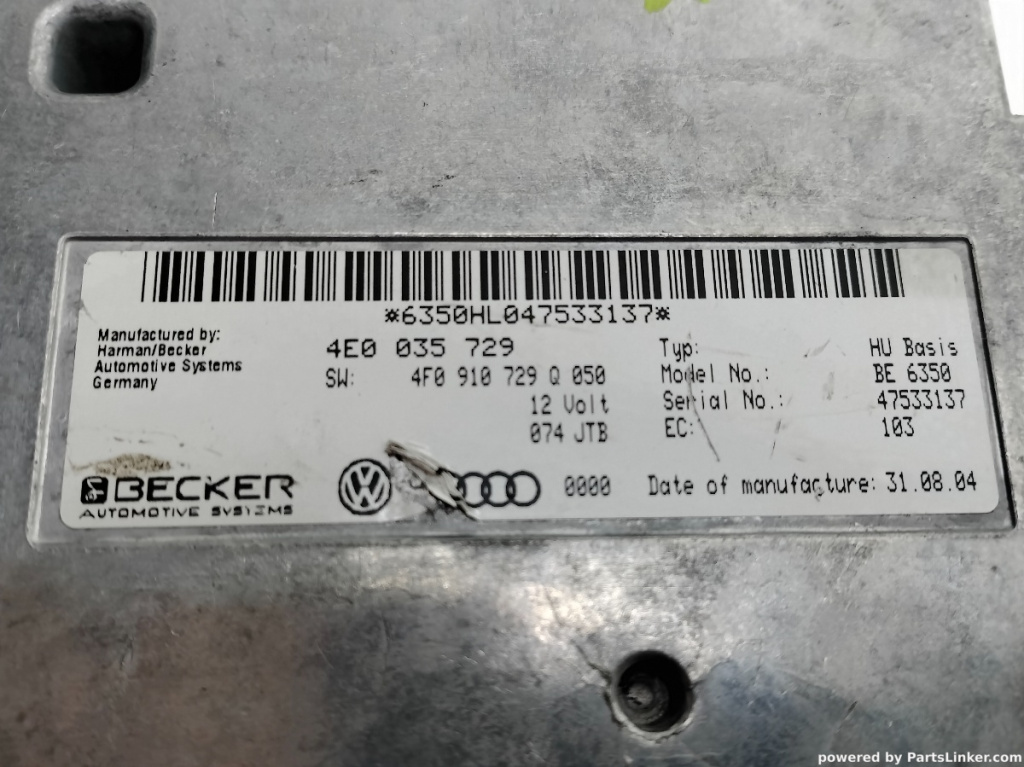 *6350HL047533137*
Manufactured by:
Harman/Becker
Automotive Systems
Germany
4E0 035 729
SW: 4F0 910 729 Q 050
12 Volt
074 JTB
Typ: HU Basis
Model No.: BE 6350
Serial No.: 47533137
EC: 103
BECKER
AUTOMOTIVE SYSTEMS
VW
0000
Date of manufacture: 31.08.04
powered by PartsLinker.com